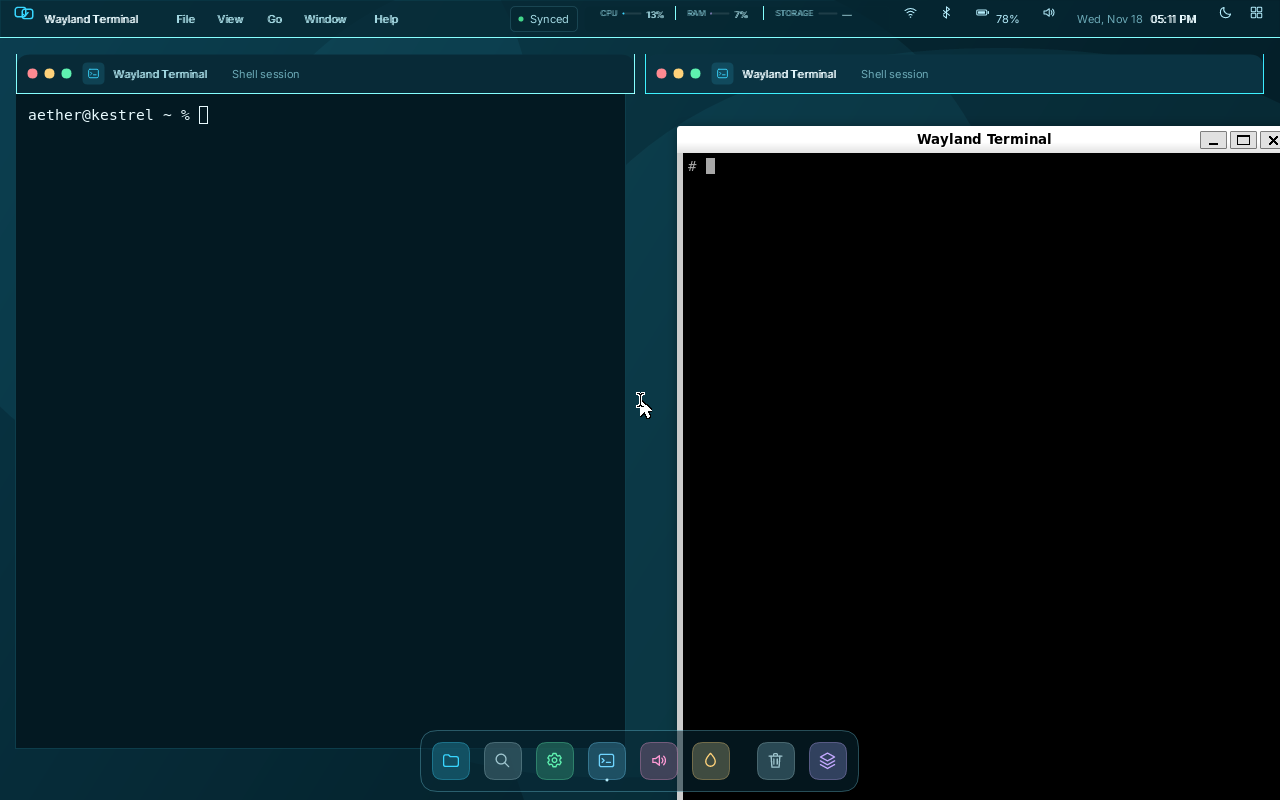 Wayland Terminal File View Go Window Help Synced CPU 13% RAM 7% STORAGE — 78% Wed, Nov 18 05:11 PM
Wayland Terminal Shell session
Wayland Terminal Shell session
aether@kestrel ~ %
Wayland Terminal
#